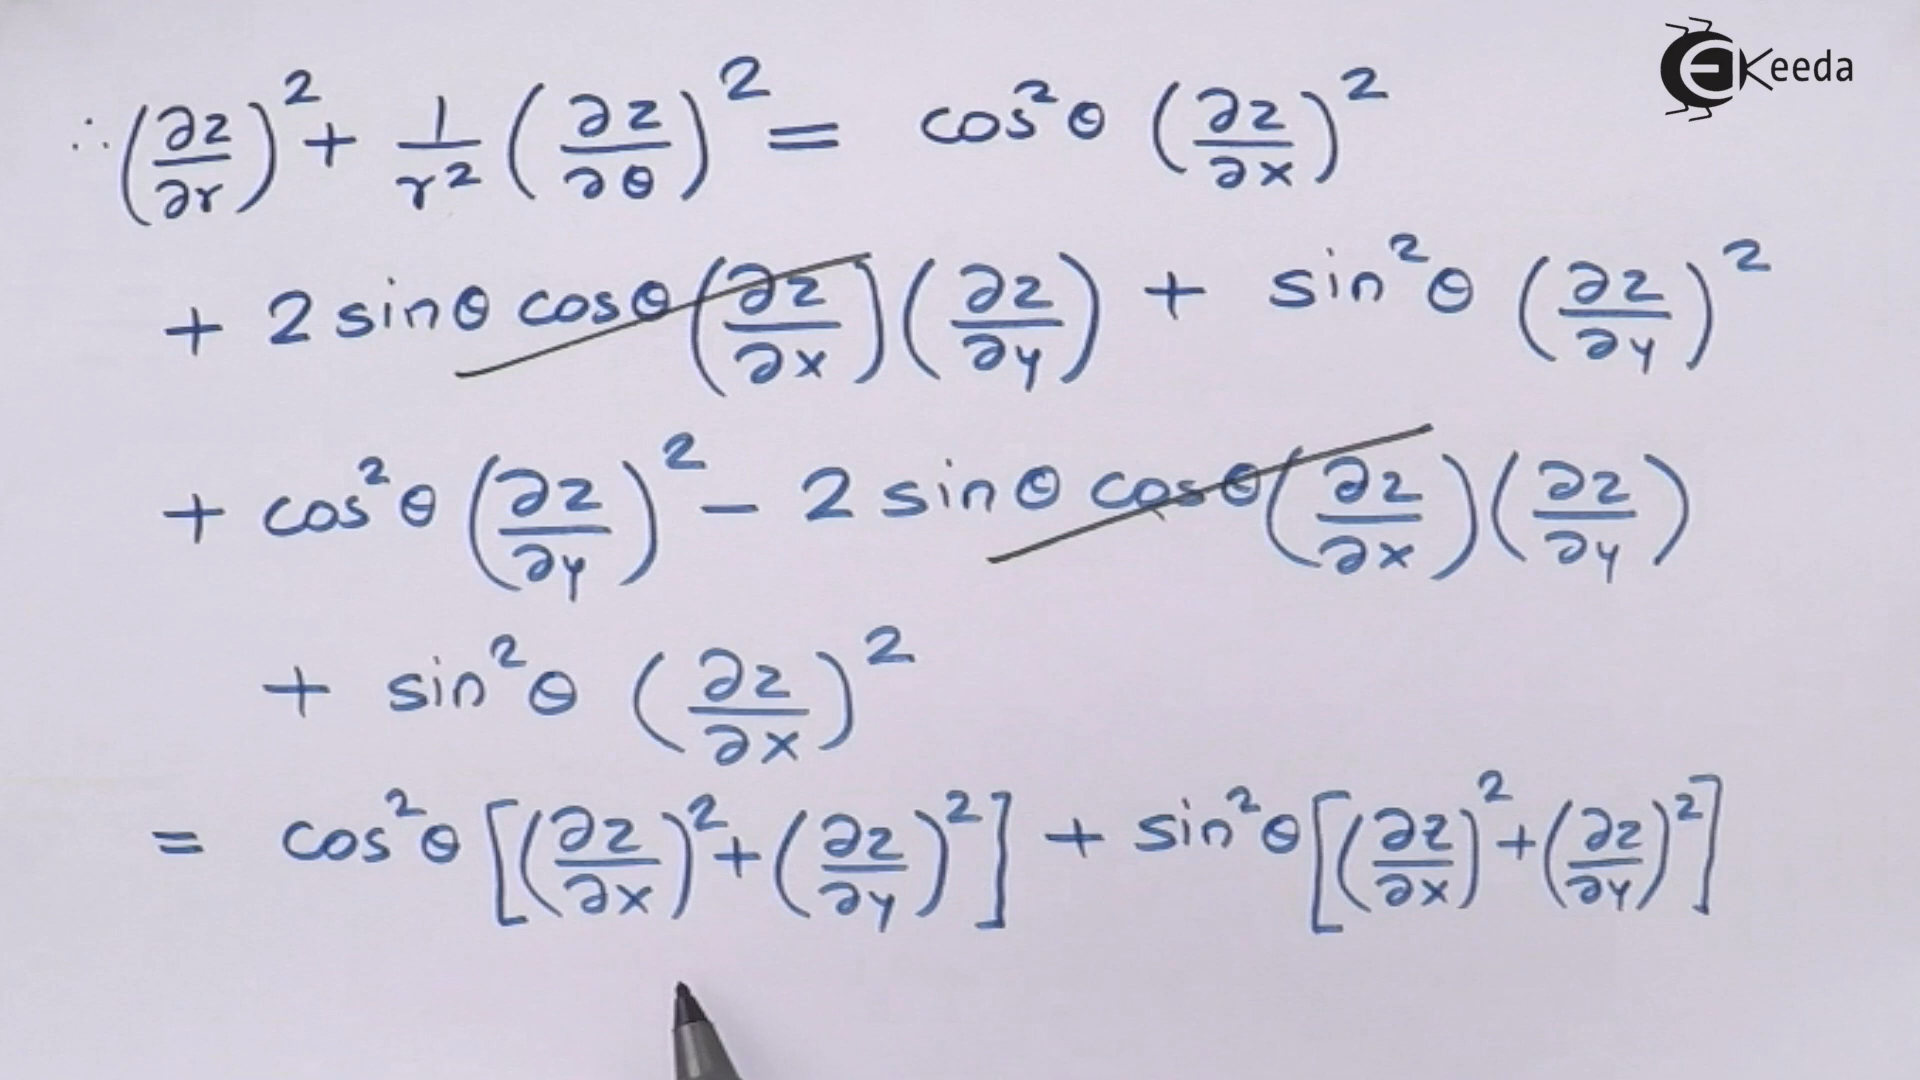 EKeeda
∴ (∂z/∂r)² + 1/r² (∂z/∂θ)² = cos²θ (∂z/∂x)²
+ 2 sinθ cosθ (∂z/∂x)(∂z/∂y) + sin²θ (∂z/∂y)²
+ cos²θ (∂z/∂y)² - 2 sinθ cosθ (∂z/∂x)(∂z/∂y)
+ sin²θ (∂z/∂x)²
= cos²θ [(∂z/∂x)² + (∂z/∂y)²] + sin²θ [(∂z/∂x)² + (∂z/∂y)²]